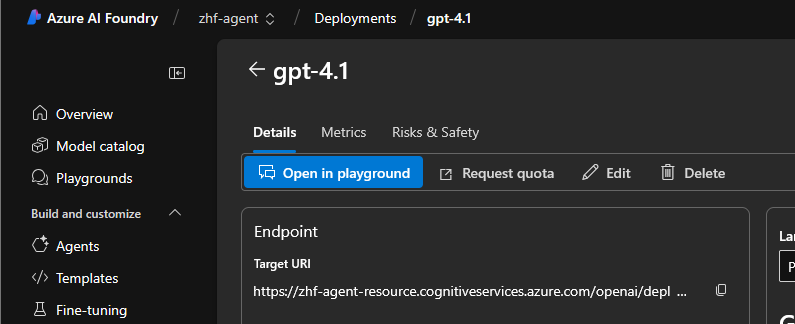 Azure AI Foundry / zhf-agent / Deployments / gpt-4.1
gpt-4.1
Overview
Model catalog
Playgrounds
Build and customize
Agents
Templates
Fine-tuning
Details Metrics Risks & Safety
Open in playground Request quota Edit Delete
Endpoint
Target URI
https://zhf-agent-resource.cognitiveservices.azure.com/openai/depl ...